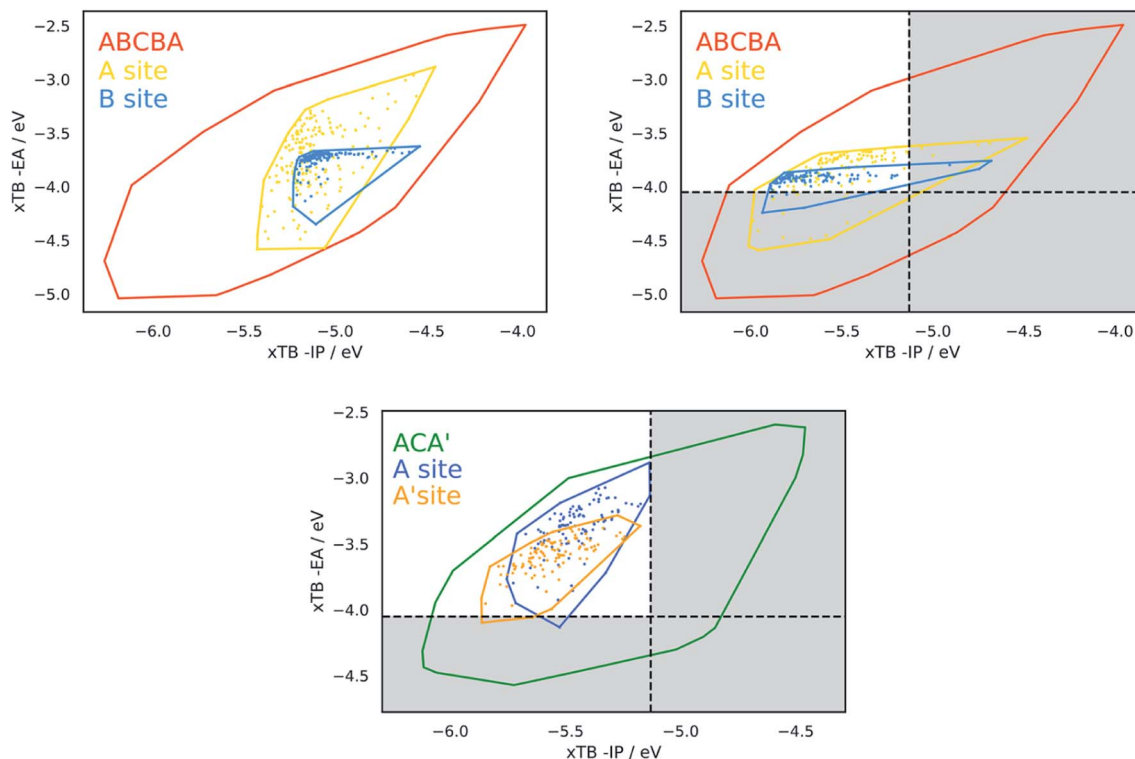 ABCBA
A site
B site
−2.5
−3.0
−3.5
−4.0
−4.5
−5.0
xTB -EA / eV
−6.0 −5.5 −5.0 −4.5 −4.0
xTB -IP / eV
ABCBA
A site
B site
−2.5
−3.0
−3.5
−4.0
−4.5
−5.0
xTB -EA / eV
−6.0 −5.5 −5.0 −4.5 −4.0
xTB -IP / eV
ACA'
A site
A'site
−2.5
−3.0
−3.5
−4.0
−4.5
xTB -EA / eV
−6.0 −5.5 −5.0 −4.5
xTB -IP / eV